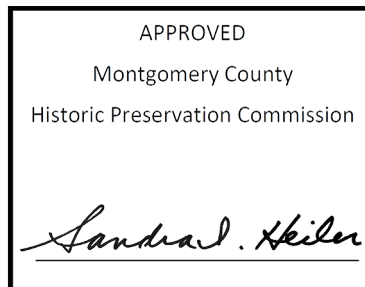 APPROVED
Montgomery County
Historic Preservation Commission
Sandra I. Heiler